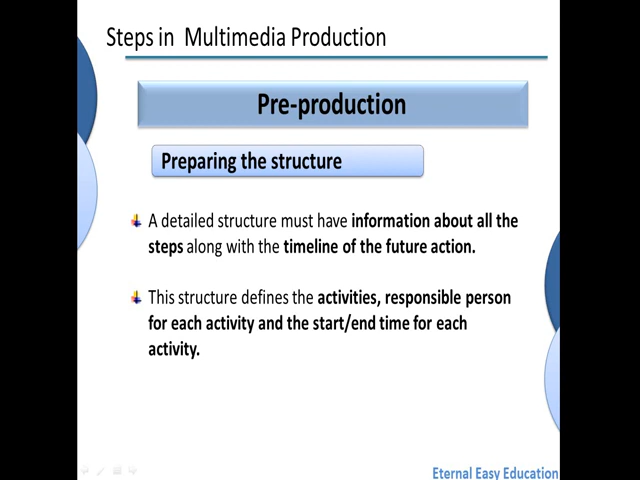 Steps in Multimedia Production
Pre-production
Preparing the structure
A detailed structure must have information about all the
steps along with the timeline of the future action.
This structure defines the activities, responsible person
for each activity and the start/end time for each
activity.
Eternal Easy Education